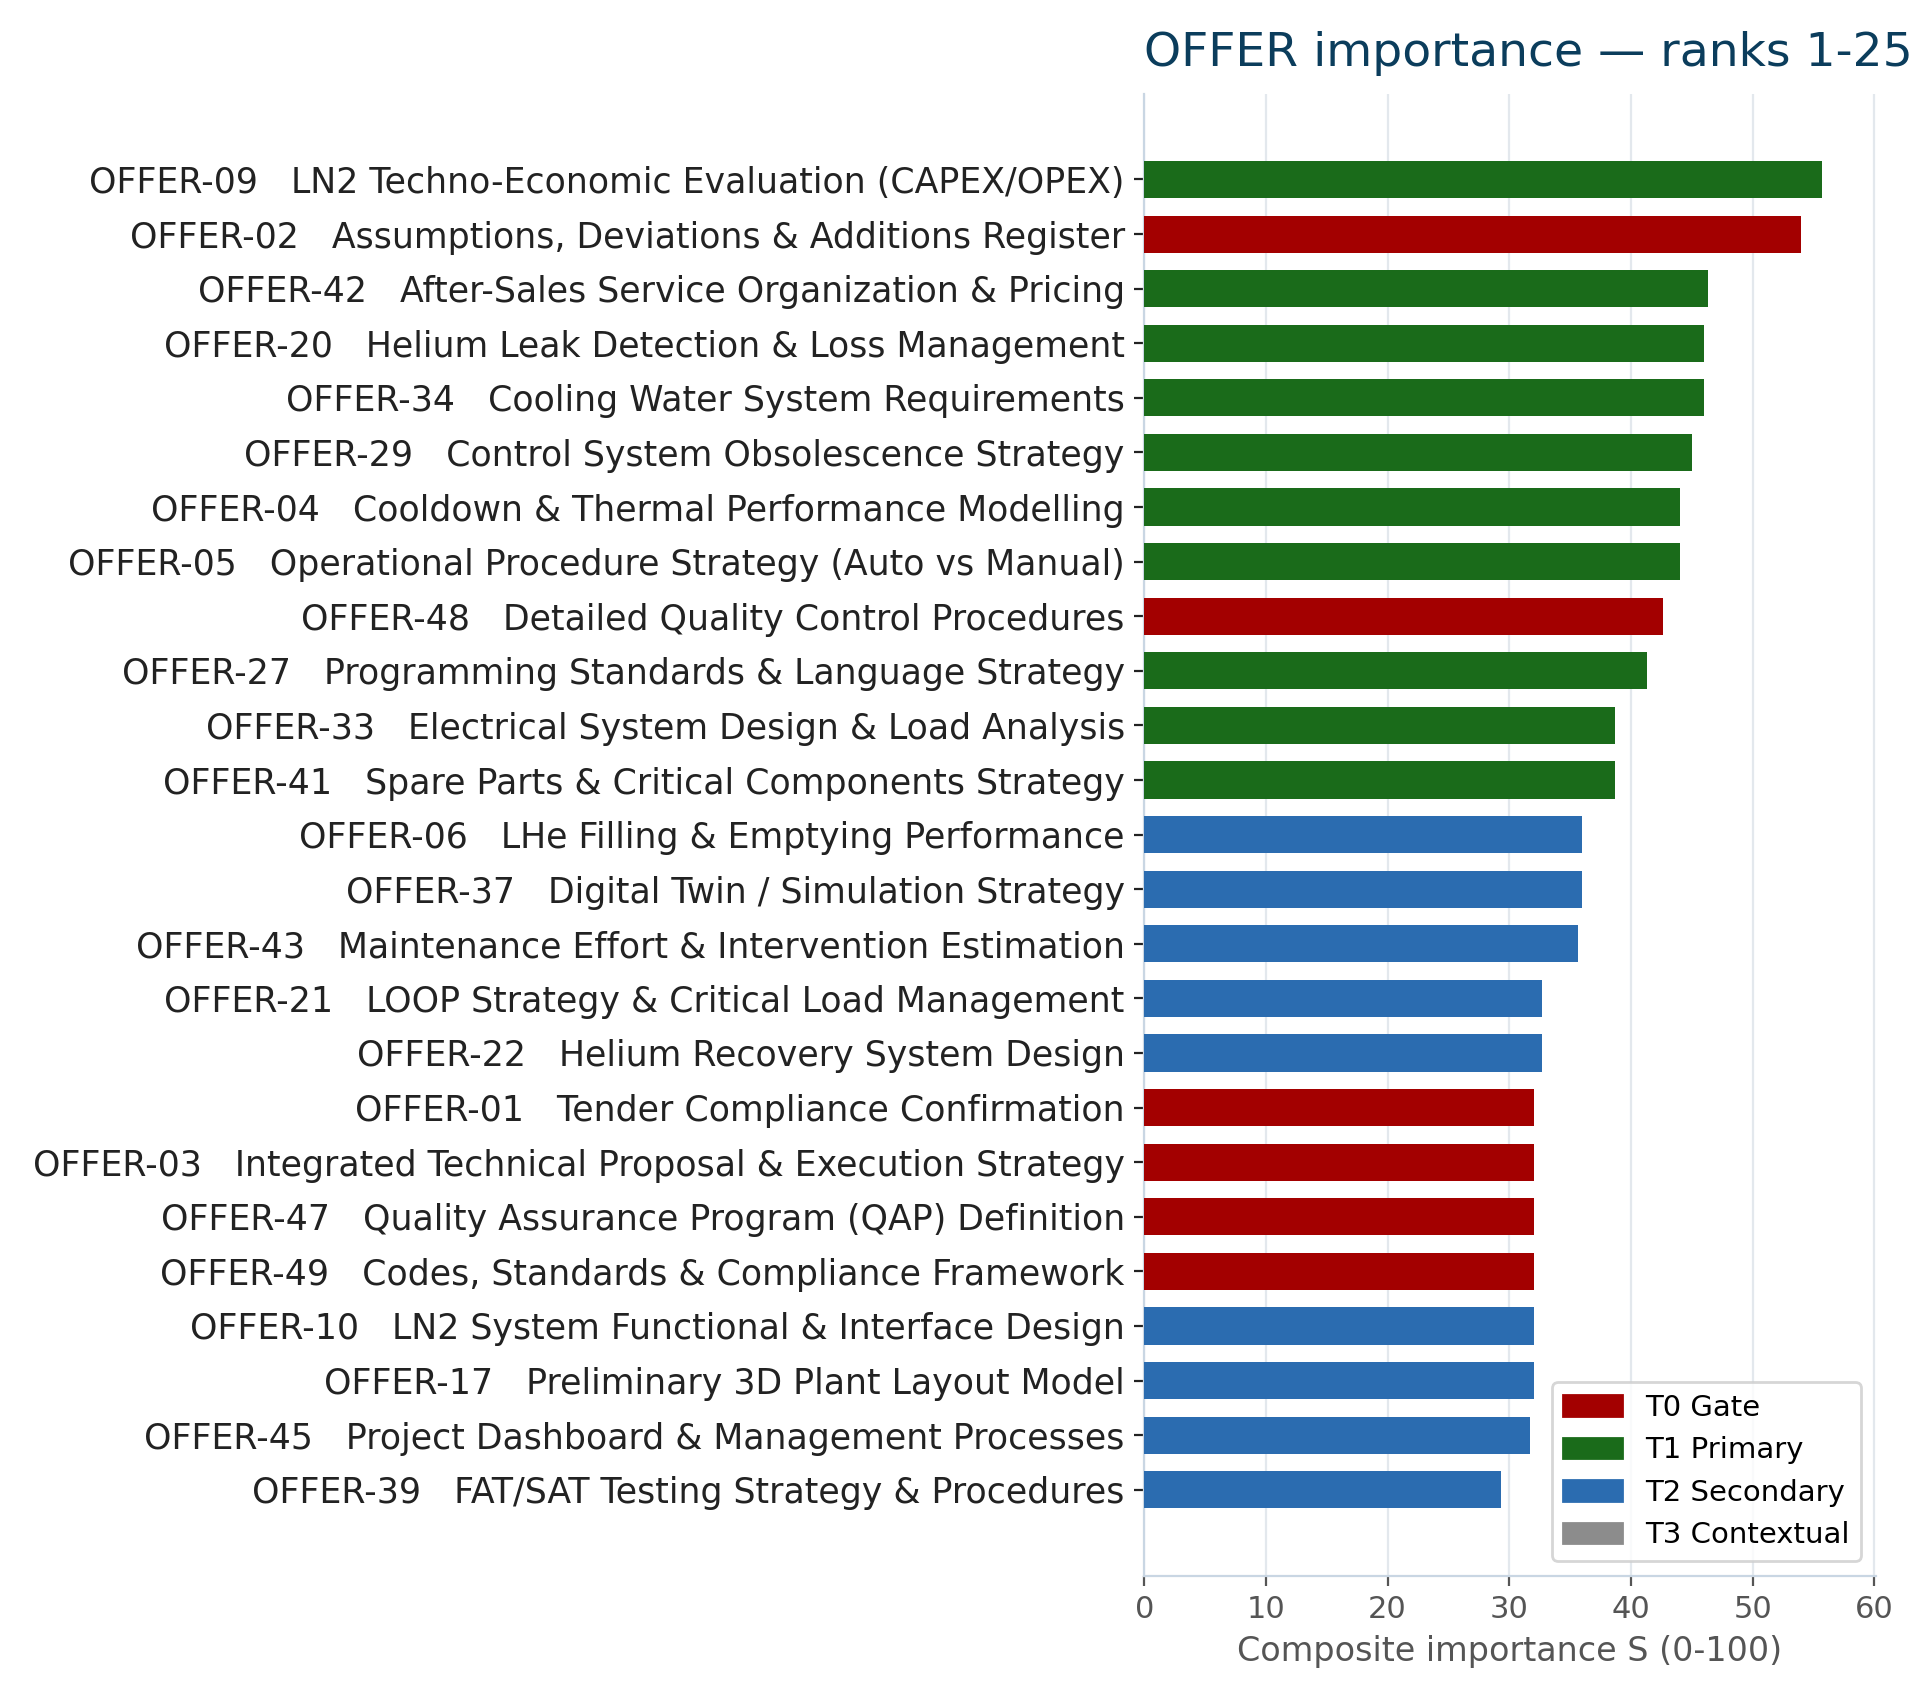 OFFER importance — ranks 1-25
OFFER-09   LN2 Techno-Economic Evaluation (CAPEX/OPEX)
OFFER-02   Assumptions, Deviations & Additions Register
OFFER-42   After-Sales Service Organization & Pricing
OFFER-20   Helium Leak Detection & Loss Management
OFFER-34   Cooling Water System Requirements
OFFER-29   Control System Obsolescence Strategy
OFFER-04   Cooldown & Thermal Performance Modelling
OFFER-05   Operational Procedure Strategy (Auto vs Manual)
OFFER-48   Detailed Quality Control Procedures
OFFER-27   Programming Standards & Language Strategy
OFFER-33   Electrical System Design & Load Analysis
OFFER-41   Spare Parts & Critical Components Strategy
OFFER-06   LHe Filling & Emptying Performance
OFFER-37   Digital Twin / Simulation Strategy
OFFER-43   Maintenance Effort & Intervention Estimation
OFFER-21   LOOP Strategy & Critical Load Management
OFFER-22   Helium Recovery System Design
OFFER-01   Tender Compliance Confirmation
OFFER-03   Integrated Technical Proposal & Execution Strategy
OFFER-47   Quality Assurance Program (QAP) Definition
OFFER-49   Codes, Standards & Compliance Framework
OFFER-10   LN2 System Functional & Interface Design
OFFER-17   Preliminary 3D Plant Layout Model
OFFER-45   Project Dashboard & Management Processes
OFFER-39   FAT/SAT Testing Strategy & Procedures
T0 Gate
T1 Primary
T2 Secondary
T3 Contextual
0 10 20 30 40 50 60
Composite importance S (0-100)